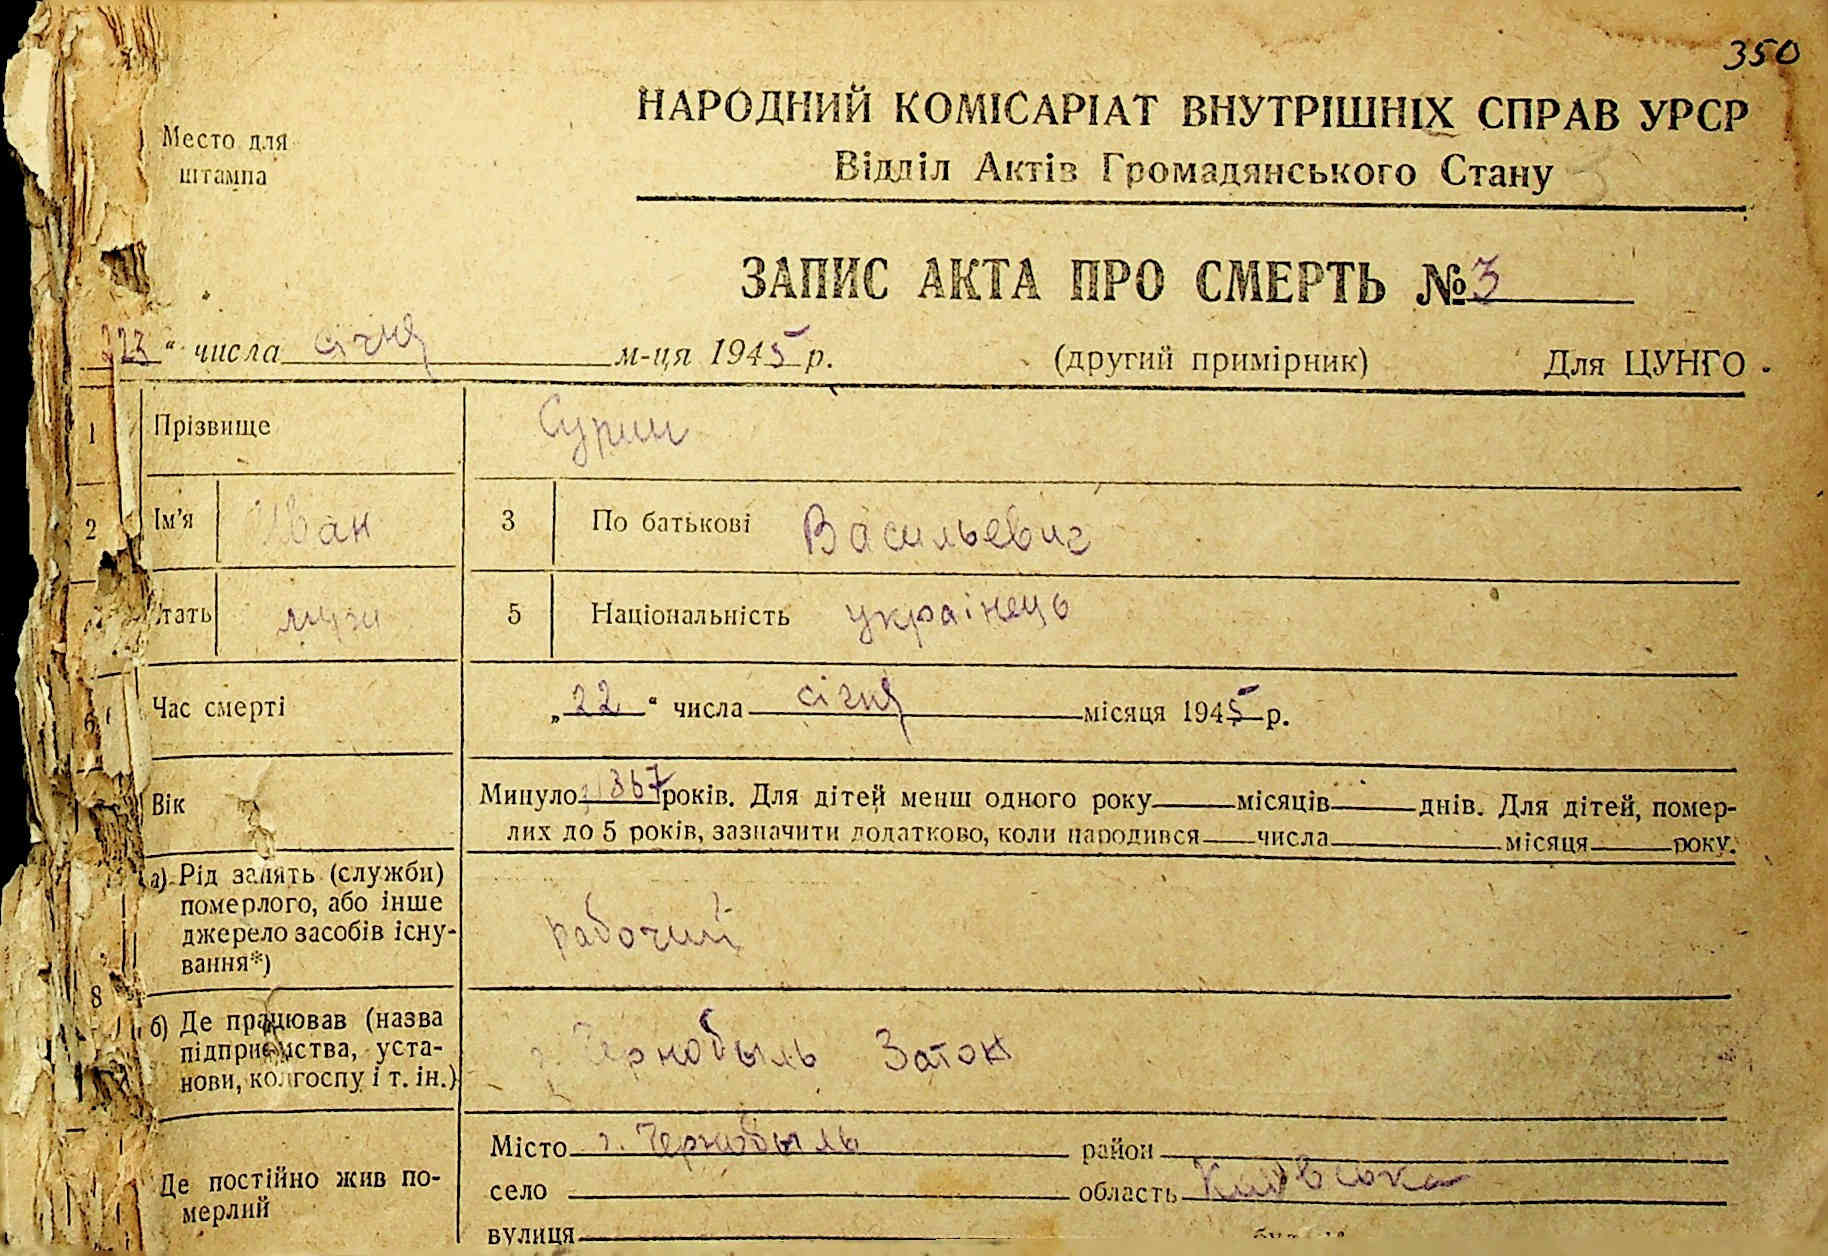 350
НАРОДНИЙ КОМІСАРІАТ ВНУТРІШНІХ СПРАВ УРСР
Место для штампа
Відділ Актів Громадянського Стану
ЗАПИС АКТА ПРО СМЕРТЬ № 3
23 “ числа січня м-ця 1945 р. (другий примірник) Для ЦУНГО
1 Прізвище Сурин
2 Ім’я Иван 3 По батькові Васильевич
тать 5 Національність украінець
6 Час смерті „22“ числа січня місяця 1945 р.
Вік Минуло років. Для дітей менш одного року місяців днів. Для дітей, помер-
лих до 5 років, зазначити додатково, коли народився числа місяця року.
8 а) Рід занять (служби)
померлого, або інше
джерело засобів існу-
вання*) рабочий
б) Де працював (назва
підприємства, уста-
нови, колгоспу і т. ін.) г. Чернобыль Затон
Де постійно жив по-
мерлий
Місто г. Чернобыль район
село область Київська
вулиця